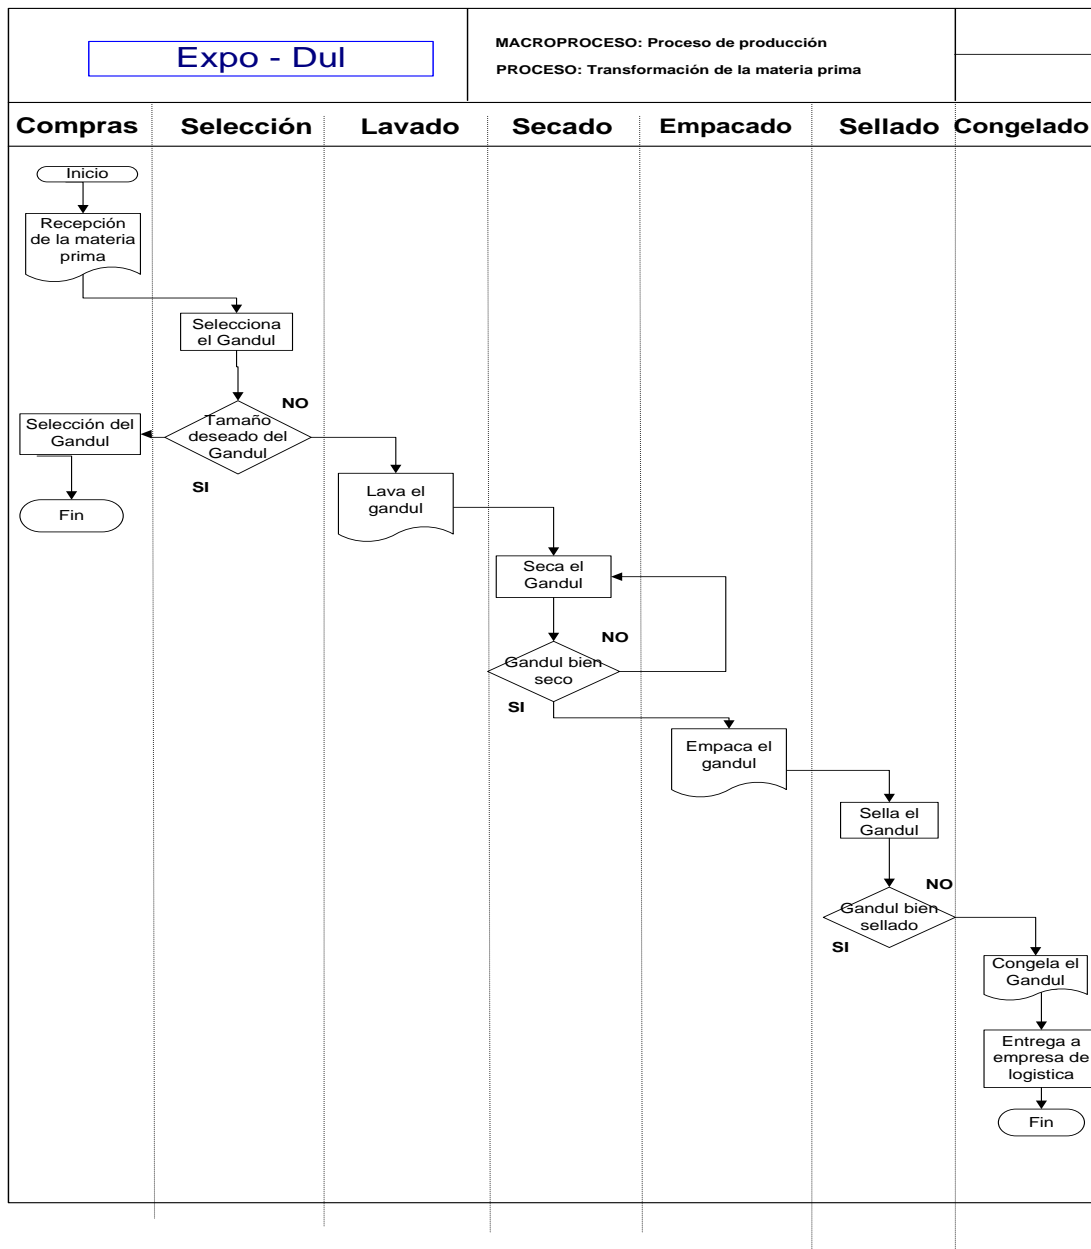 Expo - Dul
MACROPROCESO: Proceso de producción
PROCESO: Transformación de la materia prima
Compras
Selección
Lavado
Secado
Empacado
Sellado
Congelado
Inicio
Recepción
de la materia
prima
Selecciona
el Gandul
NO
Tamaño
deseado del
Gandul
Selección del
Gandul
SI
Fin
Lava el
gandul
Seca el
Gandul
NO
Gandul bien
seco
SI
Empaca el
gandul
Sella el
Gandul
NO
Gandul bien
sellado
SI
Congela el
Gandul
Entrega a
empresa de
logistica
Fin